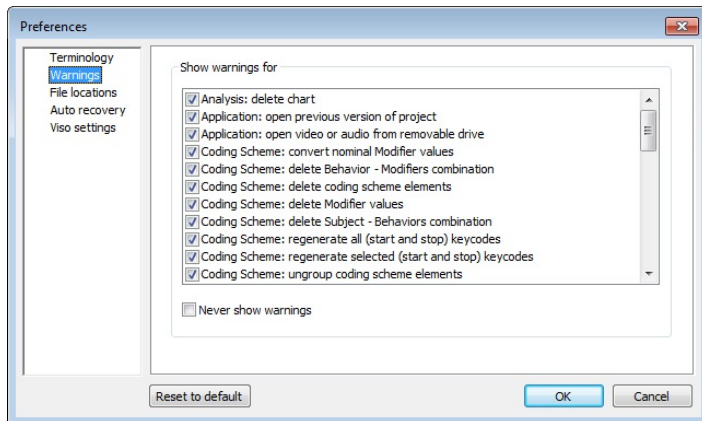 Preferences
Terminology
Warnings
File locations
Auto recovery
Viso settings
Show warnings for
Analysis: delete chart
Application: open previous version of project
Application: open video or audio from removable drive
Coding Scheme: convert nominal Modifier values
Coding Scheme: delete Behavior - Modifiers combination
Coding Scheme: delete coding scheme elements
Coding Scheme: delete Modifier values
Coding Scheme: delete Subject - Behaviors combination
Coding Scheme: regenerate all (start and stop) keycodes
Coding Scheme: regenerate selected (start and stop) keycodes
Coding Scheme: ungroup coding scheme elements
Never show warnings
Reset to default
OK
Cancel